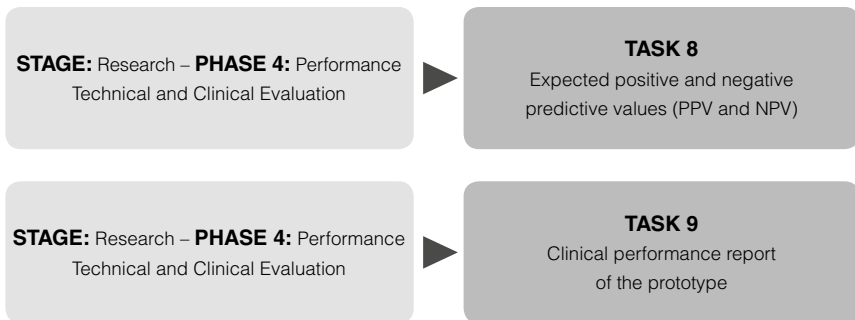 STAGE: Research – PHASE 4: Performance
Technical and Clinical Evaluation
TASK 8
Expected positive and negative
predictive values (PPV and NPV)
STAGE: Research – PHASE 4: Performance
Technical and Clinical Evaluation
TASK 9
Clinical performance report
of the prototype